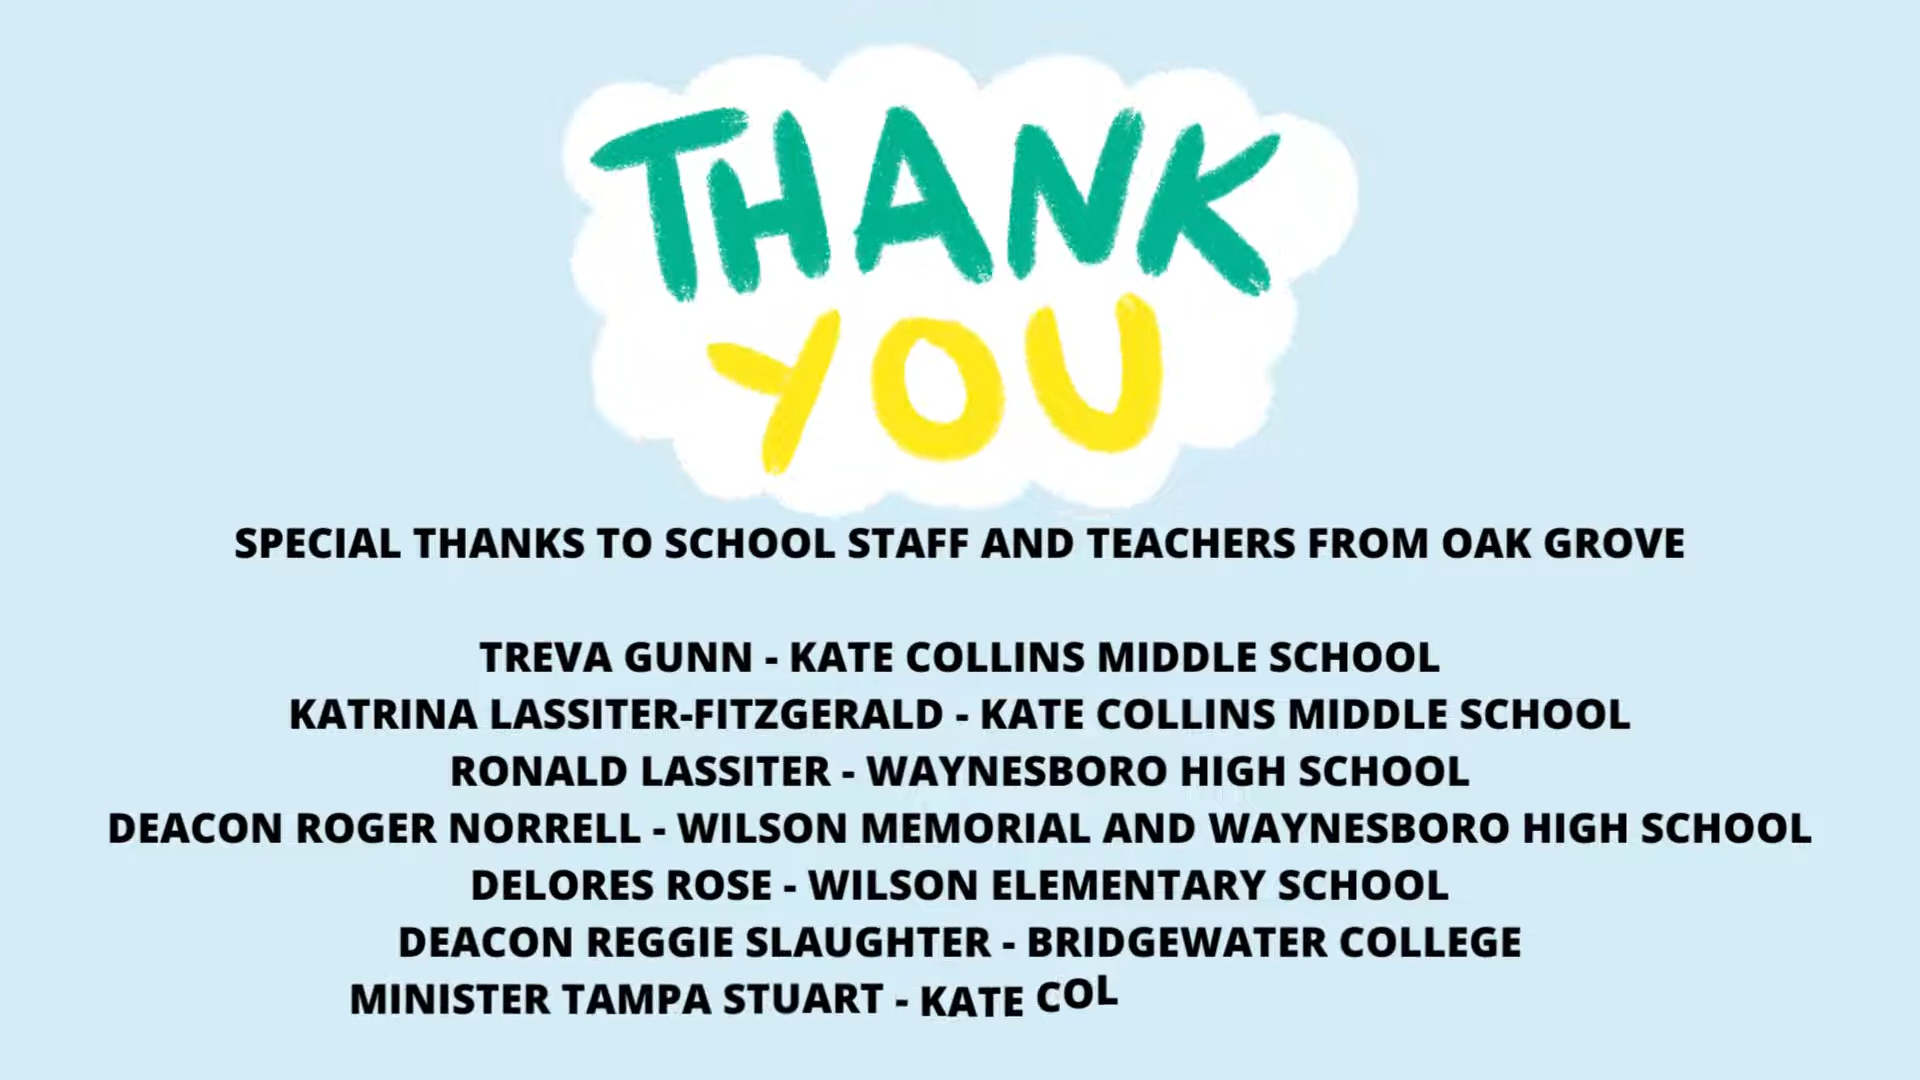 THANK
YOU
SPECIAL THANKS TO SCHOOL STAFF AND TEACHERS FROM OAK GROVE
TREVA GUNN - KATE COLLINS MIDDLE SCHOOL
KATRINA LASSITER-FITZGERALD - KATE COLLINS MIDDLE SCHOOL
RONALD LASSITER - WAYNESBORO HIGH SCHOOL
DEACON ROGER NORRELL - WILSON MEMORIAL AND WAYNESBORO HIGH SCHOOL
DELORES ROSE - WILSON ELEMENTARY SCHOOL
DEACON REGGIE SLAUGHTER - BRIDGEWATER COLLEGE
MINISTER TAMPA STUART - KATE COL